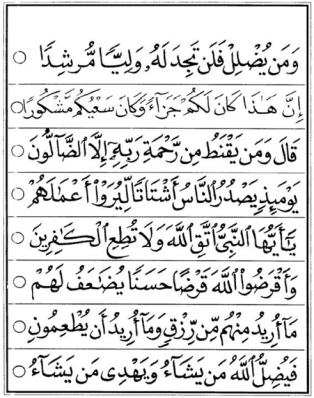 وَمَن يُضْلِلْ فَلَن تَجِدَ لَهُۥ وَلِيًّا مُّرْشِدًا
إِنَّ هَٰذَا كَانَ لَكُمْ جَزَآءً وَكَانَ سَعْيُكُم مَّشْكُورًا
قَالَ وَمَن يَقْنَطُ مِن رَّحْمَةِ رَبِّهِۦٓ إِلَّا ٱلضَّآلُّونَ
يَوْمَئِذٍ يَصْدُرُ ٱلنَّاسُ أَشْتَاتًا لِّيُرَوْا۟ أَعْمَٰلَهُمْ
يَٰٓأَيُّهَا ٱلنَّبِىُّ ٱتَّقِ ٱللَّهَ وَلَا تُطِعِ ٱلْكَٰفِرِينَ
وَأَقْرَضُوا۟ ٱللَّهَ قَرْضًا حَسَنًا يُضَٰعَفُ لَهُمْ
مَآ أُرِيدُ مِنْهُم مِّن رِّزْقٍ وَمَآ أُرِيدُ أَن يُطْعِمُونِ
فَيُضِلُّ ٱللَّهُ مَن يَشَآءُ وَيَهْدِى مَن يَشَآءُ